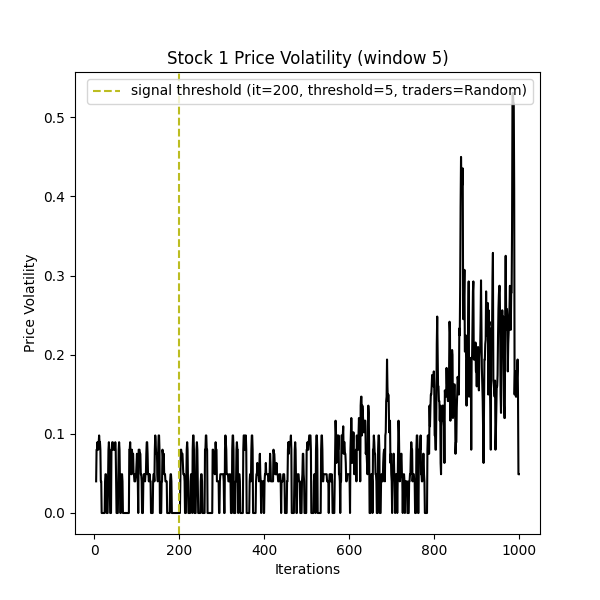 Stock 1 Price Volatility (window 5)
signal threshold (it=200, threshold=5, traders=Random)
Price Volatility
0.5
0.4
0.3
0.2
0.1
0.0
0 200 400 600 800 1000
Iterations